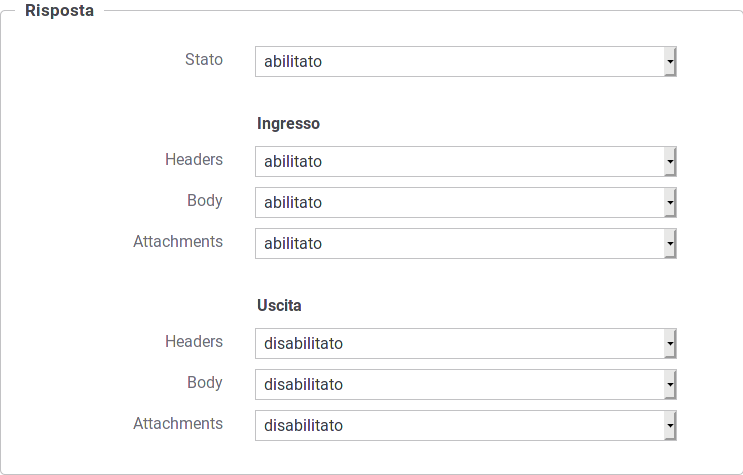 Risposta
Stato abilitato
Ingresso
Headers abilitato
Body abilitato
Attachments abilitato
Uscita
Headers disabilitato
Body disabilitato
Attachments disabilitato